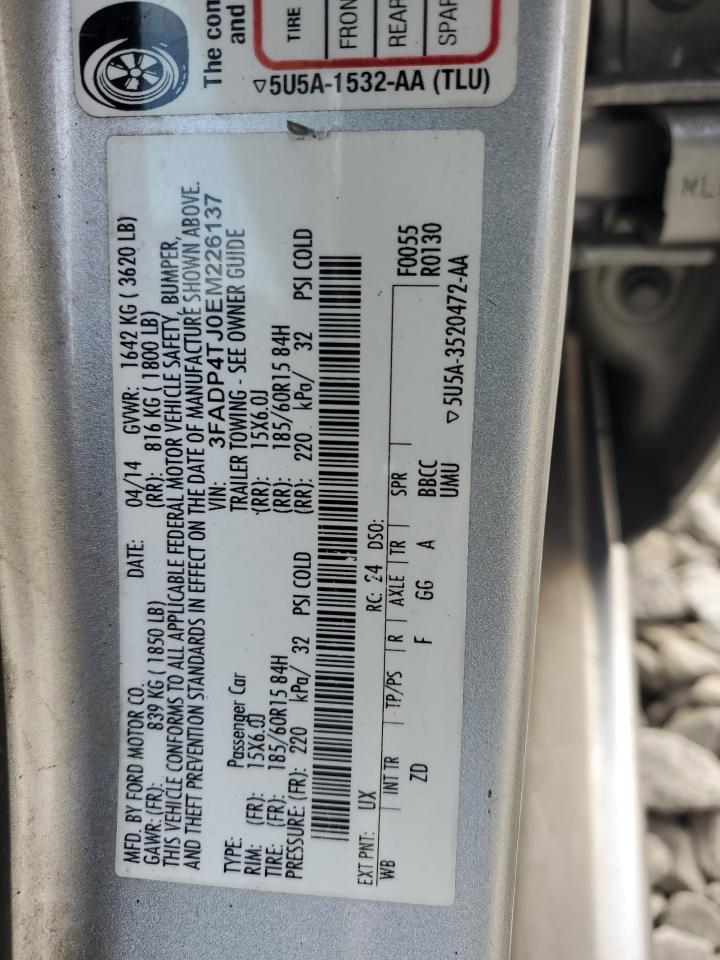 The com
and
TIRE
FRON
REAR
SPAR
▽5U5A-1532-AA (TLU)
MFD. BY FORD MOTOR CO. DATE: 04/14 GVWR: 1642 KG ( 3620 LB)
GAWR: (FR): 839 KG ( 1850 LB) (RR): 816 KG ( 1800 LB)
THIS VEHICLE CONFORMS TO ALL APPLICABLE FEDERAL MOTOR VEHICLE SAFETY, BUMPER,
AND THEFT PREVENTION STANDARDS IN EFFECT ON THE DATE OF MANUFACTURE SHOWN ABOVE.
VIN: 3FADP4TJ0EM226137
TYPE: Passenger Car TRAILER TOWING - SEE OWNER GUIDE
RIM: (FR): 15X6.0J (RR): 15X6.0J
TIRE: (FR): 185/60R15 84H (RR): 185/60R15 84H
PRESSURE: (FR): 220 kPa/ 32 PSI COLD (RR): 220 kPa/ 32 PSI COLD
EXT PNT: UX RC: 24 DSO: F0055
WB INT TR TP/PS R AXLE TR SPR R0130
ZD F GG A BBCC
UMU
▽5U5A-3520472-AA
ML